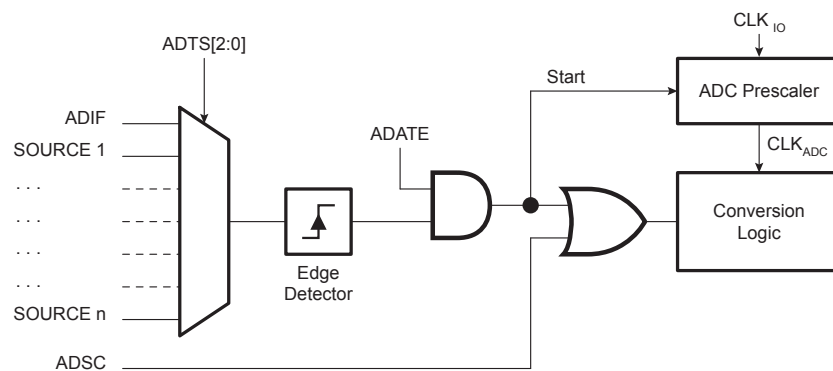 ADTS[2:0]
CLK IO
Start
ADC Prescaler
ADIF
ADATE
SOURCE 1
CLKADC
. . .
. . .
Conversion
Logic
. . .
Edge
Detector
. . .
SOURCE n
ADSC